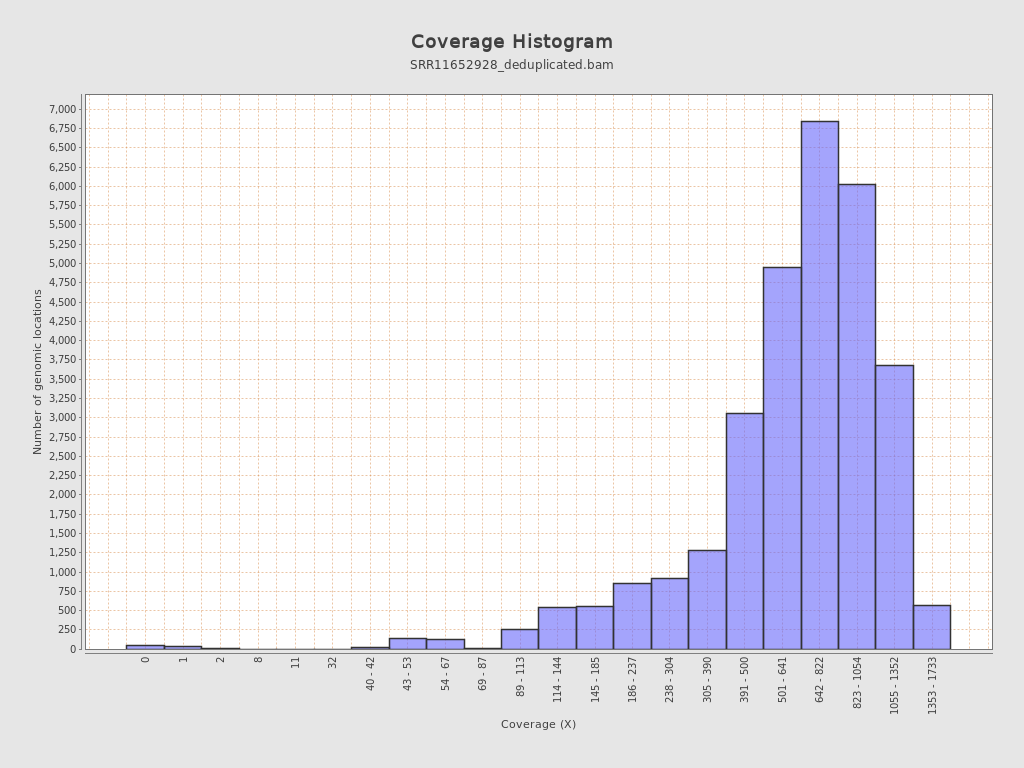 Coverage Histogram
SRR11652928_deduplicated.bam
Number of genomic locations
7,000
6,750
6,500
6,250
6,000
5,750
5,500
5,250
5,000
4,750
4,500
4,250
4,000
3,750
3,500
3,250
3,000
2,750
2,500
2,250
2,000
1,750
1,500
1,250
1,000
750
500
250
0
0
1
2
8
11
32
40 - 42
43 - 53
54 - 67
69 - 87
89 - 113
114 - 144
145 - 185
186 - 237
238 - 304
305 - 390
391 - 500
501 - 641
642 - 822
823 - 1054
1055 - 1352
1353 - 1733
Coverage (X)